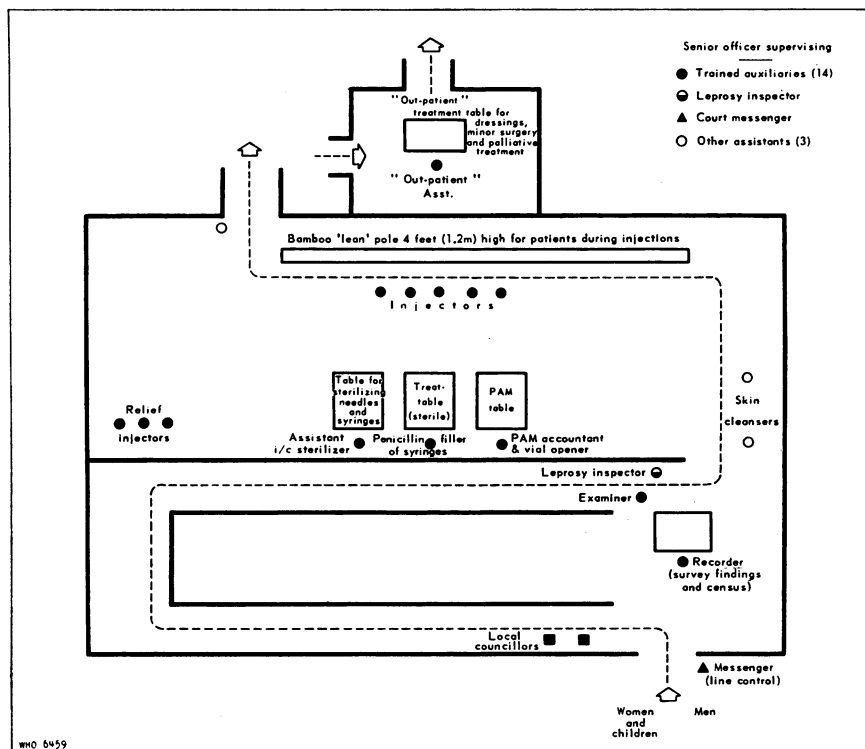 Senior officer supervising
Trained auxiliaries (14)
Leprosy inspector
Court messenger
Other assistants (3)
"Out-patient"
treatment table for
dressings,
minor surgery
and palliative
treatment
"Out-patient"
Asst.
Bamboo 'lean' pole 4 feet (1,2m) high for patients during injections
Injectors
Table for
sterilizing
needles
and
syringes
Treat-
table
(sterile)
PAM
table
Skin
cleansers
Relief
injectors
Assistant
i/c sterilizer
Penicillin filler
of syringes
PAM accountant
& vial opener
Leprosy inspector
Examiner
Recorder
(survey findings
and census)
Local
councillors
Messenger
(line control)
Women
and
children
Men
WHO 6459